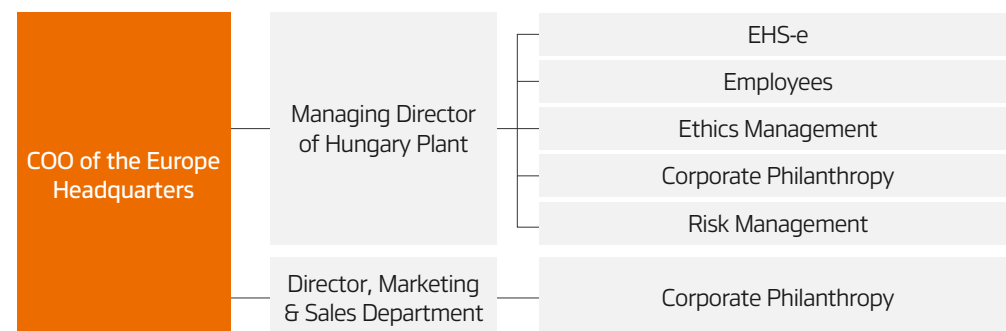 COO of the Europe
Headquarters
Managing Director
of Hungary Plant
EHS-e
Employees
Ethics Management
Corporate Philanthropy
Risk Management
Director, Marketing
& Sales Department
Corporate Philanthropy